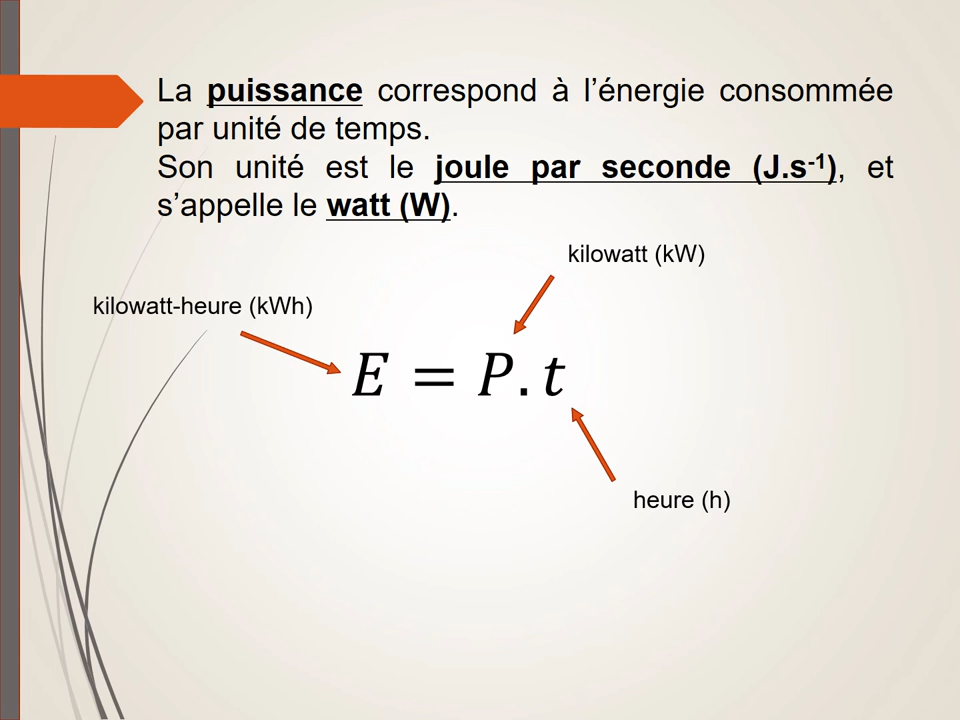 La puissance correspond à l’énergie consommée
par unité de temps.
Son unité est le joule par seconde (J.s⁻¹), et
s’appelle le watt (W).
kilowatt (kW)
kilowatt-heure (kWh)
E = P . t
heure (h)